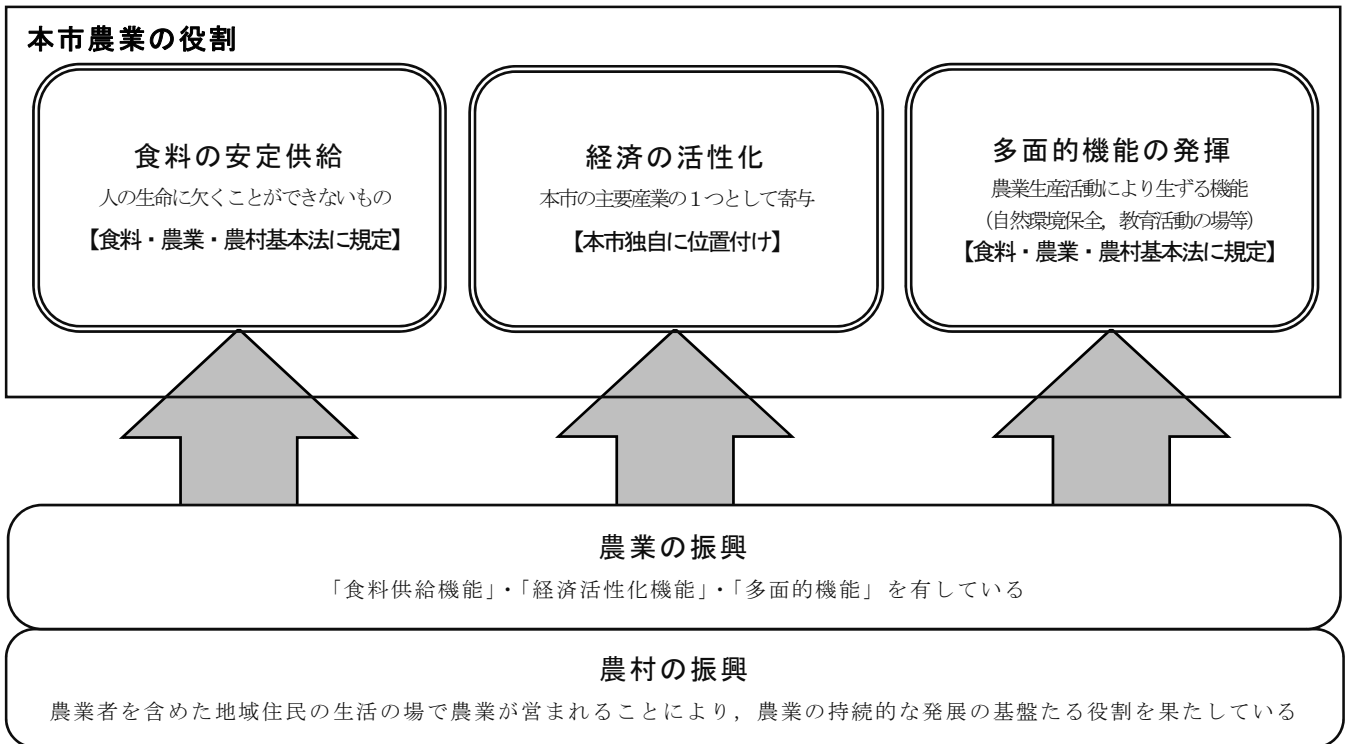 本市農業の役割
食料の安定供給
人の生命に欠くことができないもの
【食料・農業・農村基本法に規定】
経済の活性化
本市の主要産業の１つとして寄与
【本市独自に位置付け】
多面的機能の発揮
農業生産活動により生ずる機能
(自然環境保全，教育活動の場等)
【食料・農業・農村基本法に規定】
農業の振興
「食料供給機能」・「経済活性化機能」・「多面的機能」を有している
農村の振興
農業者を含めた地域住民の生活の場で農業が営まれることにより，農業の持続的な発展の基盤たる役割を果たしている